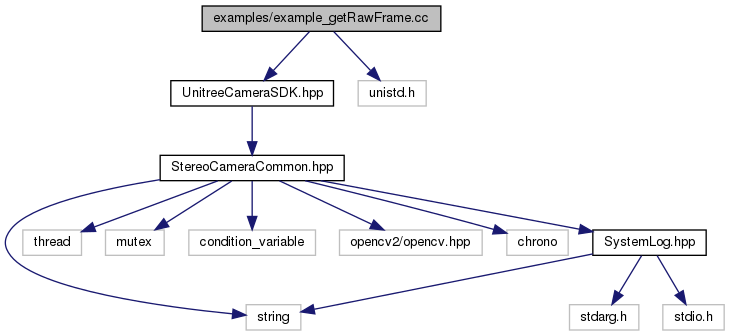 examples/example_getRawFrame.cc
UnitreeCameraSDK.hpp
unistd.h
StereoCameraCommon.hpp
thread
mutex
condition_variable
opencv2/opencv.hpp
chrono
SystemLog.hpp
string
stdarg.h
stdio.h